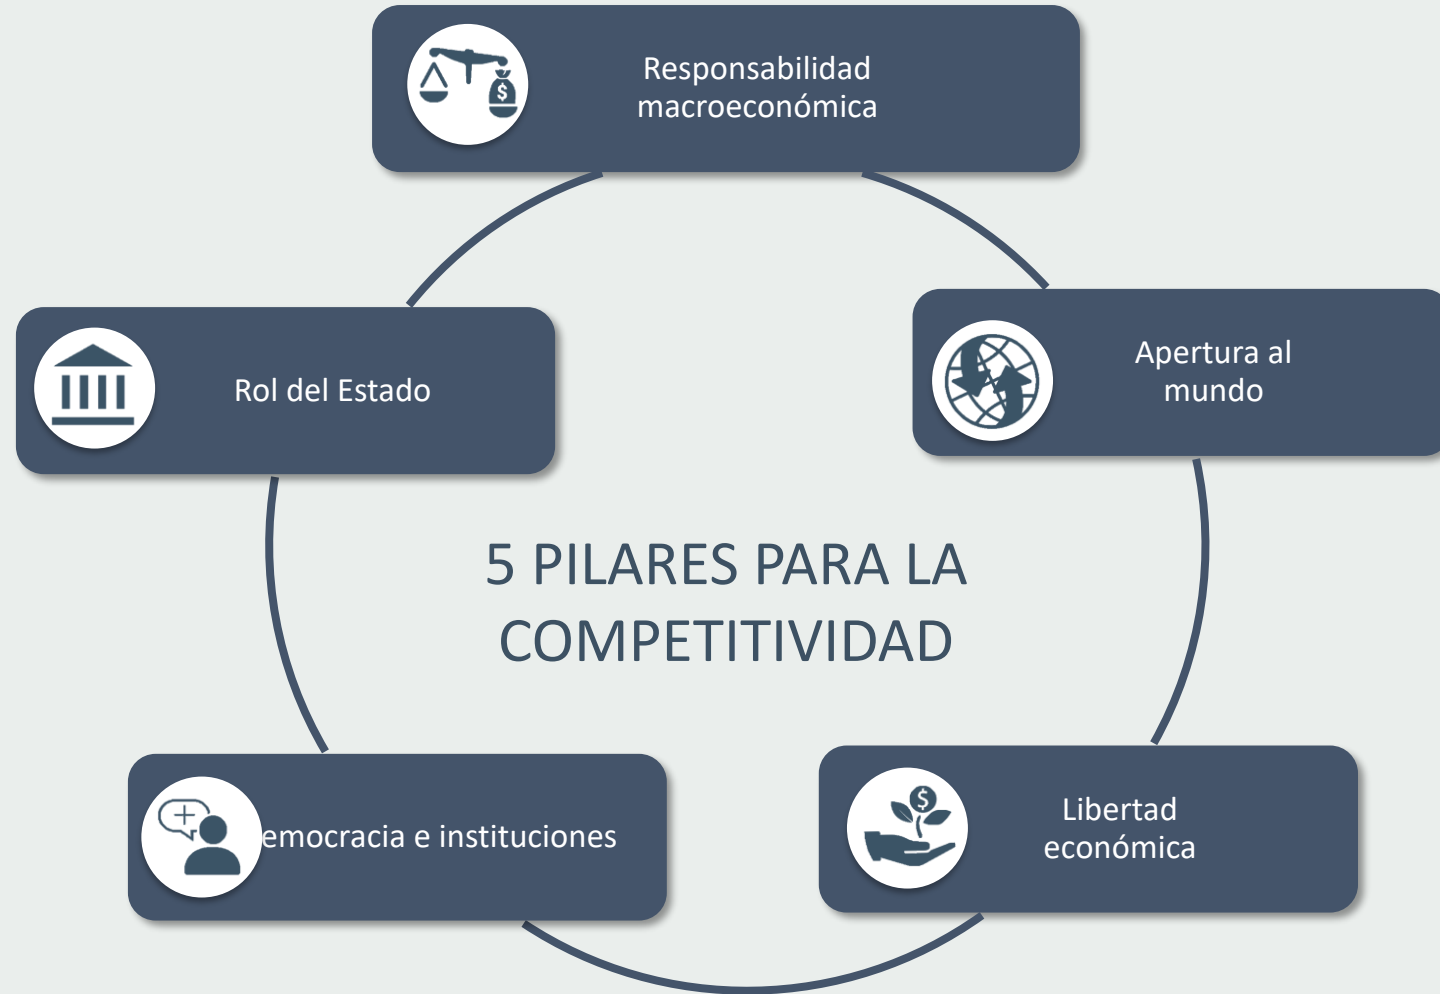 Responsabilidad
macroeconómica
$
Apertura al
mundo
Rol del Estado
5 PILARES PARA LA
COMPETITIVIDAD
emocracia e instituciones
$
Libertad
económica